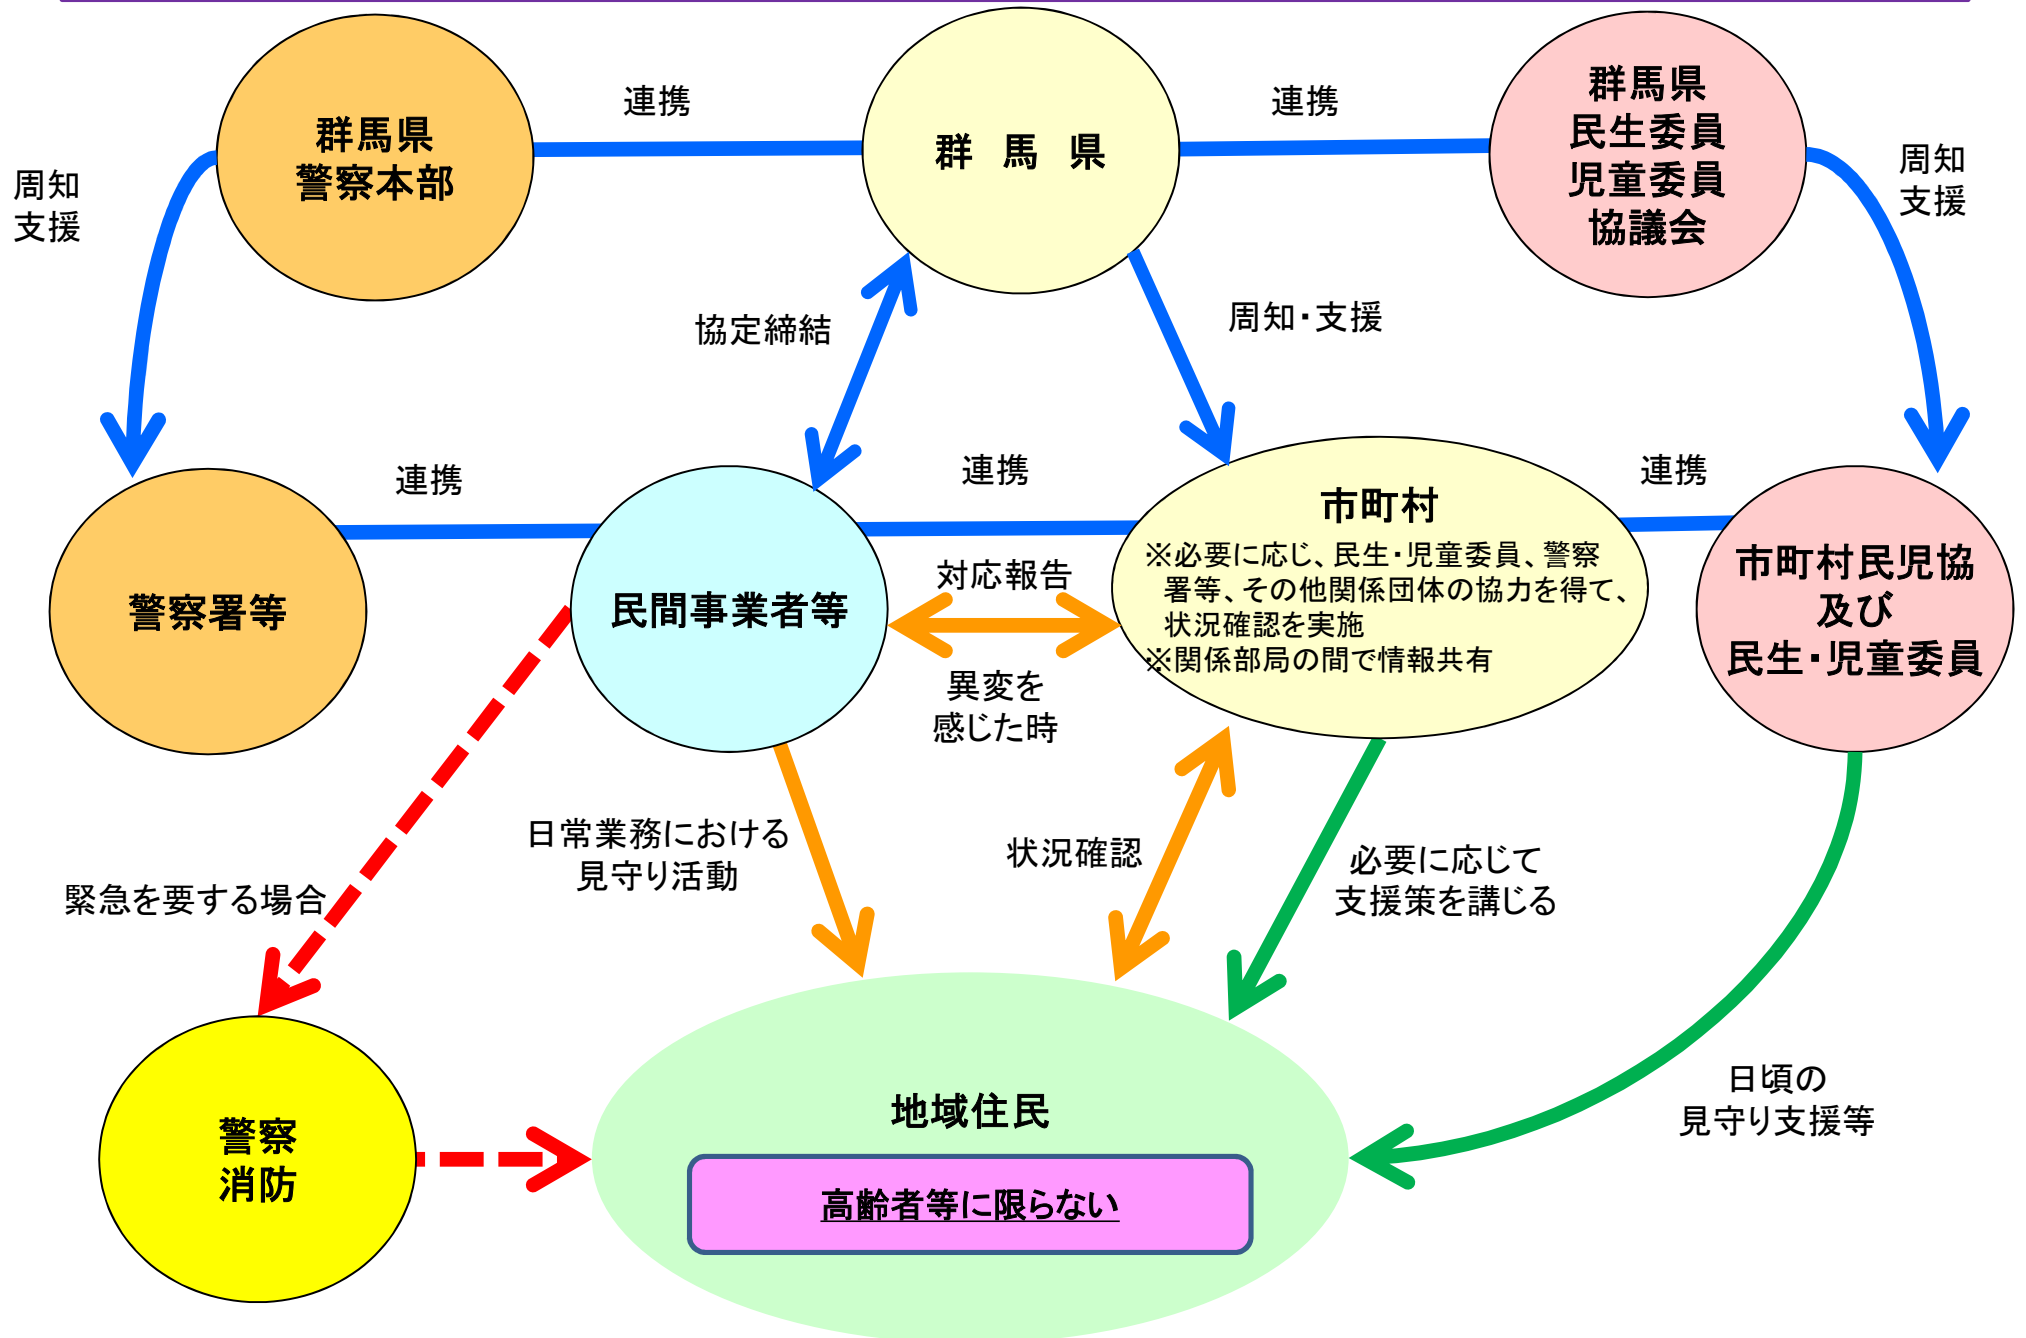 連携
連携
群馬県
警察本部
群　馬　県
群馬県
民生委員
児童委員
協議会
周知
支援
周知
支援
協定締結
周知・支援
連携
連携
連携
警察署等
民間事業者等
市町村
※必要に応じ、民生・児童委員、警察
署等、その他関係団体の協力を得て、
状況確認を実施
※関係部局の間で情報共有
市町村民児協
及び
民生・児童委員
対応報告
異変を
感じた時
緊急を要する場合
日常業務における
見守り活動
状況確認
必要に応じて
支援策を講じる
日頃の
見守り支援等
警察
消防
地域住民
高齢者等に限らない